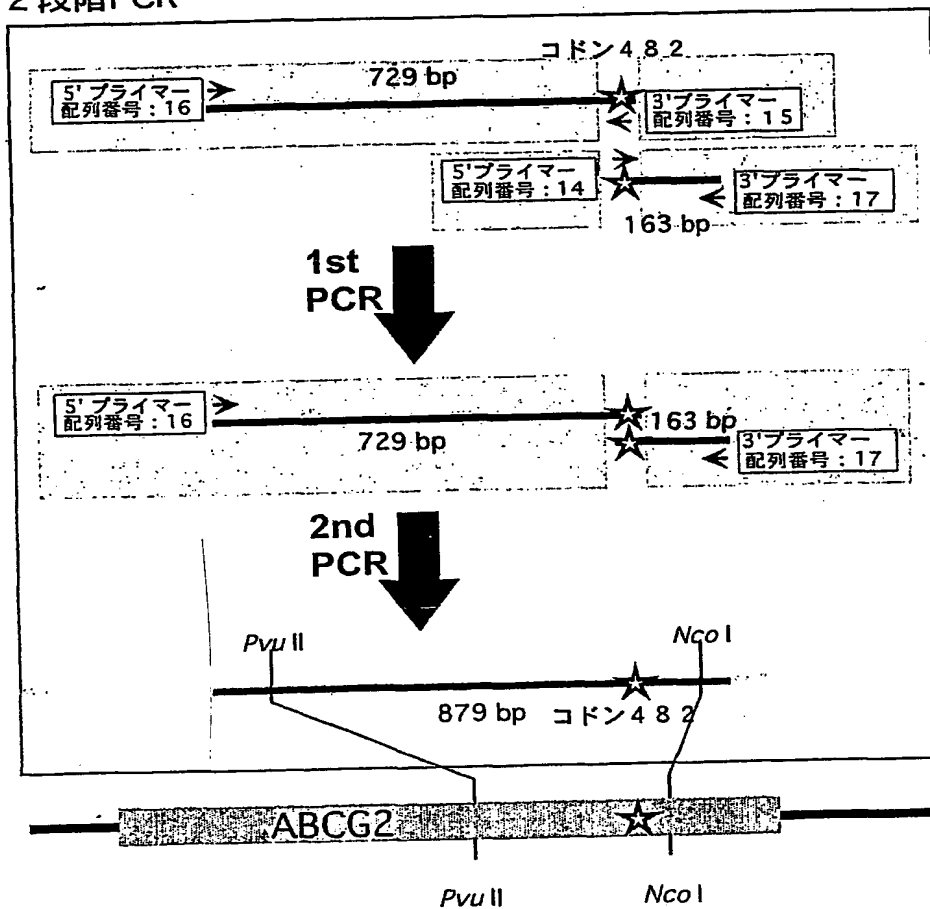 2段階PCR
コドン482
729 bp
5'プライマー
配列番号：16
3'プライマー
配列番号：15
5'プライマー
配列番号：14
3'プライマー
配列番号：17
163 bp
1st
PCR
5'プライマー
配列番号：16
729 bp
163 bp
3'プライマー
配列番号：17
2nd
PCR
Pvu II
Nco I
879 bp
コドン482
ABCG2
Pvu II
Nco I